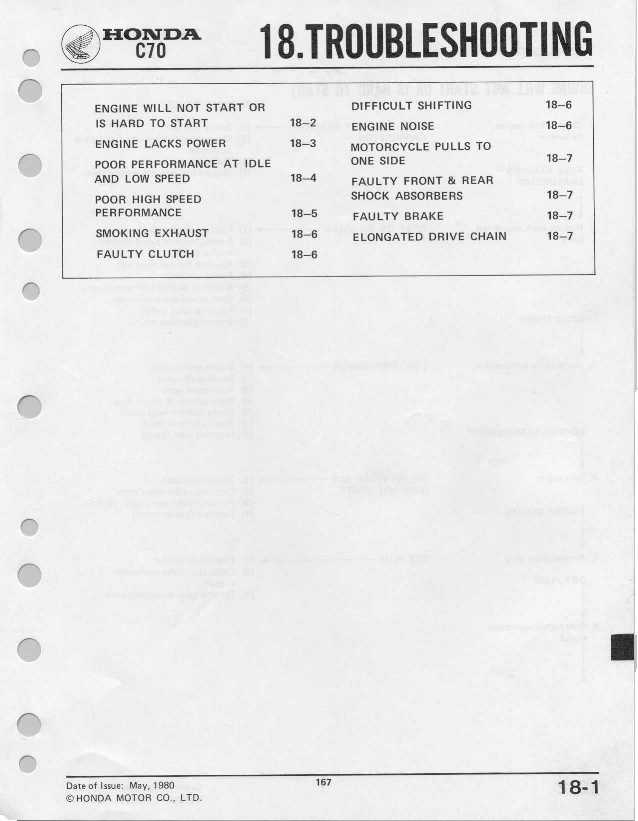 HONDA
C70
18.TROUBLESHOOTING
ENGINE WILL NOT START OR
IS HARD TO START 18–2
ENGINE LACKS POWER 18–3
POOR PERFORMANCE AT IDLE
AND LOW SPEED 18–4
POOR HIGH SPEED
PERFORMANCE 18–5
SMOKING EXHAUST 18–6
FAULTY CLUTCH 18–6
DIFFICULT SHIFTING 18–6
ENGINE NOISE 18–6
MOTORCYCLE PULLS TO
ONE SIDE 18–7
FAULTY FRONT & REAR
SHOCK ABSORBERS 18–7
FAULTY BRAKE 18–7
ELONGATED DRIVE CHAIN 18–7
Date of Issue: May, 1980
© HONDA MOTOR CO., LTD.
167
18-1